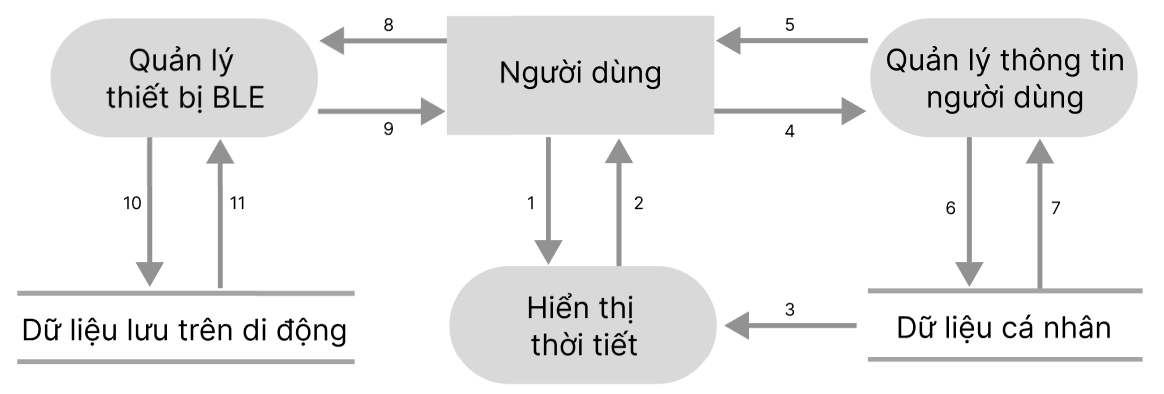 8
5
Quản lý
thiết bị BLE
Người dùng
Quản lý thông tin
người dùng
9
4
10
11
1
2
6
7
Hiển thị
thời tiết
3
Dữ liệu lưu trên di động
Dữ liệu cá nhân